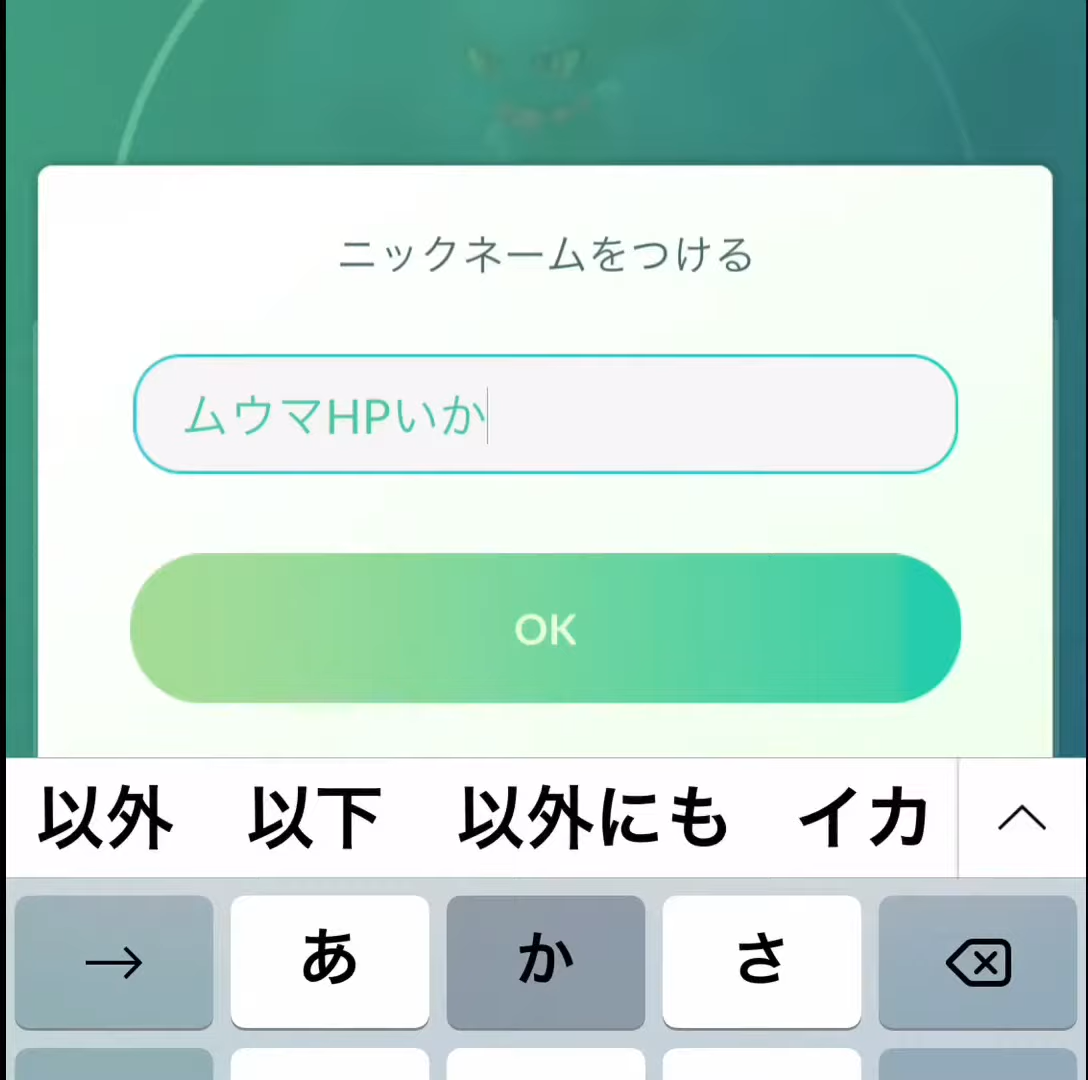 ニックネームをつける
ムウマHPいか
OK
以外 以下 以外にも イカ
→ あ か さ